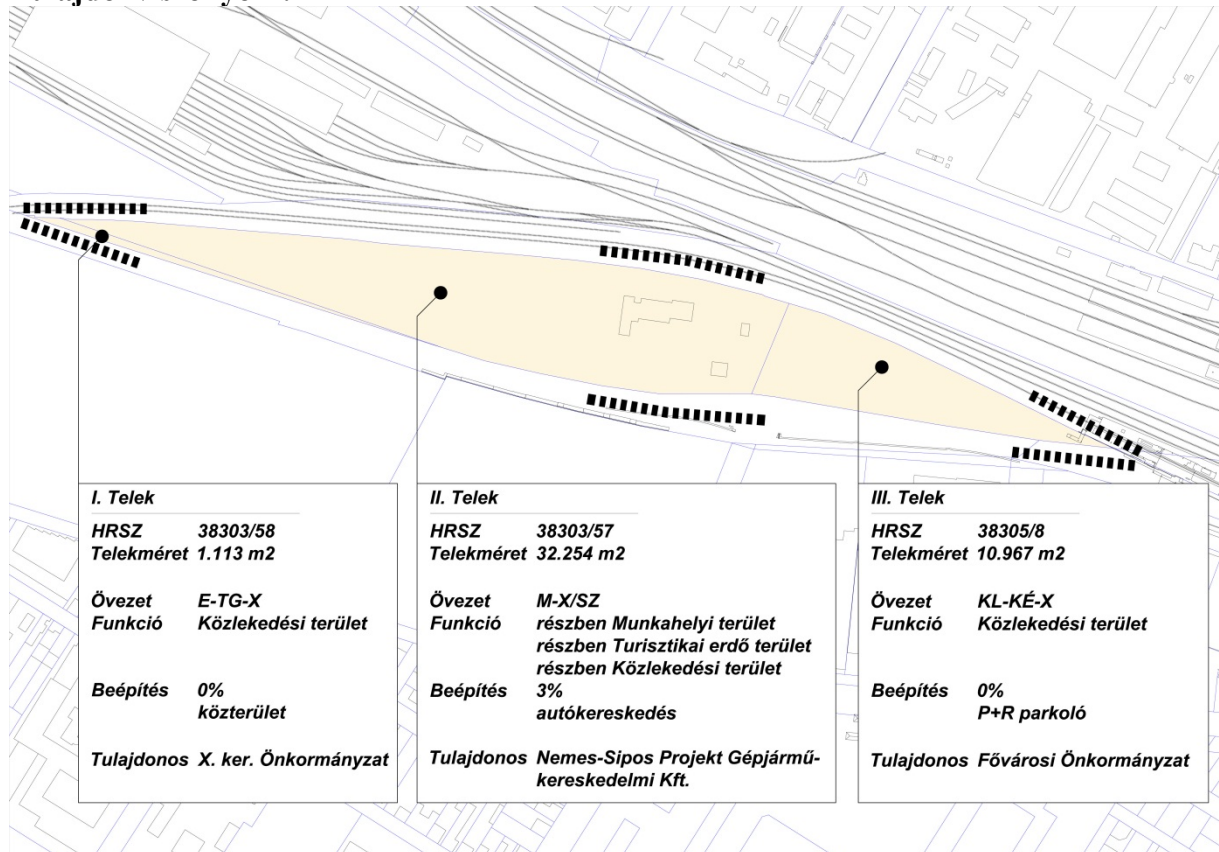 I. Telek
HRSZ 38303/58
Telekméret 1.113 m2
Övezet E-TG-X
Funkció Közlekedési terület
Beépítés 0%
közterület
Tulajdonos X. ker. Önkormányzat
II. Telek
HRSZ 38303/57
Telekméret 32.254 m2
Övezet M-X/SZ
Funkció részben Munkahelyi terület
részben Turisztikai erdő terület
részben Közlekedési terület
Beépítés 3%
autókereskedés
Tulajdonos Nemes-Sipos Projekt Gépjármű-
kereskedelmi Kft.
III. Telek
HRSZ 38305/8
Telekméret 10.967 m2
Övezet KL-KÉ-X
Funkció Közlekedési terület
Beépítés 0%
P+R parkoló
Tulajdonos Fővárosi Önkormányzat